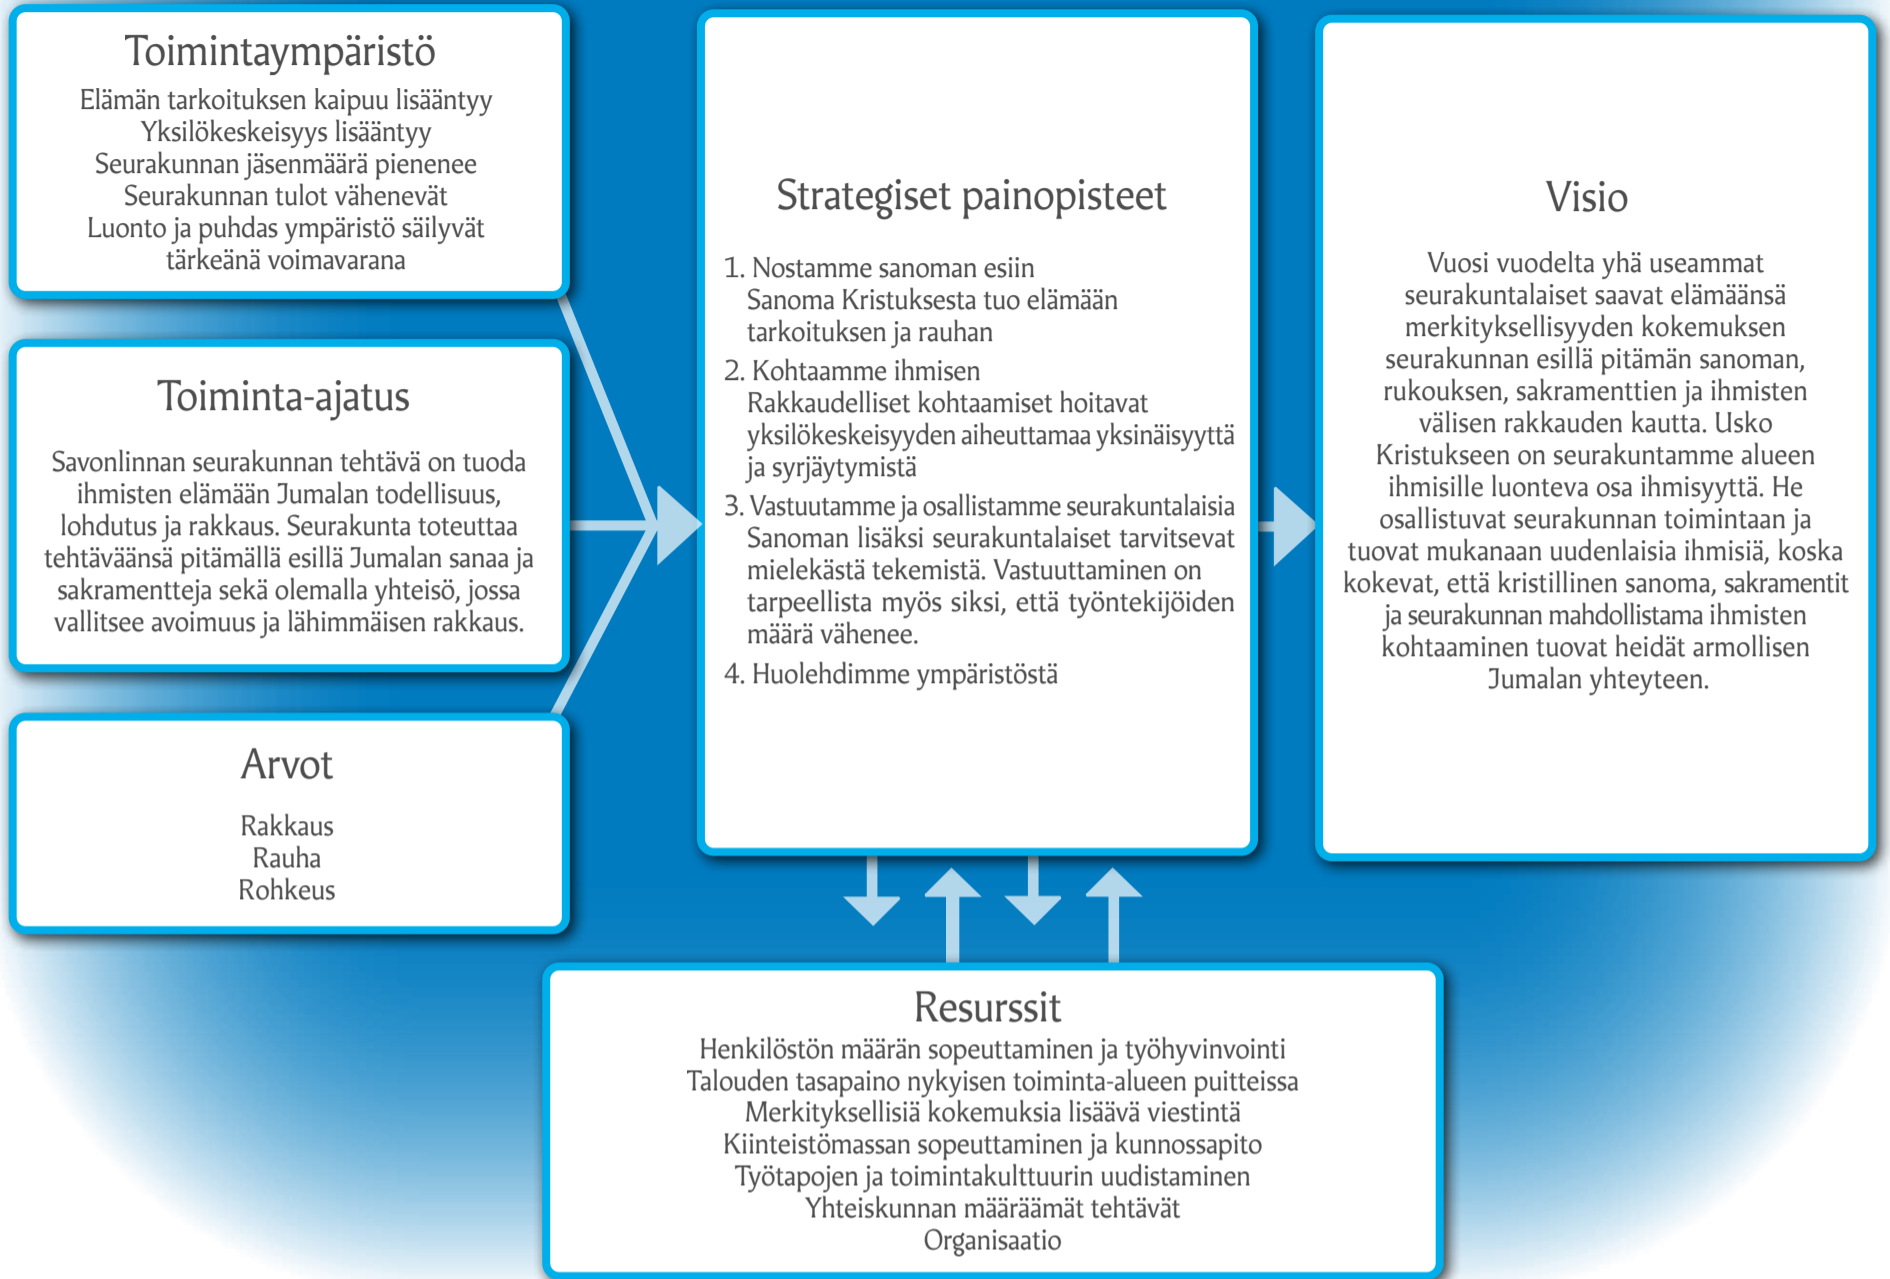 Toimintaympäristö
Elämän tarkoituksen kaipuu lisääntyy
Yksilökeskeisyys lisääntyy
Seurakunnan jäsenmäärä pienenee
Seurakunnan tulot vähenevät
Luonto ja puhdas ympäristö säilyvät
tärkeänä voimavarana
Toiminta-ajatus
Savonlinnan seurakunnan tehtävä on tuoda
ihmisten elämään Jumalan todellisuus,
lohdutus ja rakkaus. Seurakunta toteuttaa
tehtäväänsä pitämällä esillä Jumalan sanaa ja
sakramentteja sekä olemalla yhteisö, jossa
vallitsee avoimuus ja lähimmäisen rakkaus.
Arvot
Rakkaus
Rauha
Rohkeus
Strategiset painopisteet
1. Nostamme sanoman esiin
Sanoma Kristuksesta tuo elämään
tarkoituksen ja rauhan
2. Kohtaamme ihmisen
Rakkaudelliset kohtaamiset hoitavat
yksilökeskeisyyden aiheuttamaa yksinäisyyttä
ja syrjäytymistä
3. Vastuutamme ja osallistamme seurakuntalaisia
Sanoman lisäksi seurakuntalaiset tarvitsevat
mielekästä tekemistä. Vastuuttaminen on
tarpeellista myös siksi, että työntekijöiden
määrä vähenee.
4. Huolehdimme ympäristöstä
Visio
Vuosi vuodelta yhä useammat
seurakuntalaiset saavat elämäänsä
merkityksellisyyden kokemuksen
seurakunnan esillä pitämän sanoman,
rukouksen, sakramenttien ja ihmisten
välisen rakkauden kautta. Usko
Kristukseen on seurakuntamme alueen
ihmisille luonteva osa ihmisyyttä. He
osallistuvat seurakunnan toimintaan ja
tuovat mukanaan uudenlaisia ihmisiä, koska
kokevat, että kristillinen sanoma, sakramentit
ja seurakunnan mahdollistama ihmisten
kohtaaminen tuovat heidät armollisen
Jumalan yhteyteen.
Resurssit
Henkilöstön määrän sopeuttaminen ja työhyvinvointi
Talouden tasapaino nykyisen toiminta-alueen puitteissa
Merkityksellisiä kokemuksia lisäävä viestintä
Kiinteistömassan sopeuttaminen ja kunnossapito
Työtapojen ja toimintakulttuurin uudistaminen
Yhteiskunnan määräämät tehtävät
Organisaatio